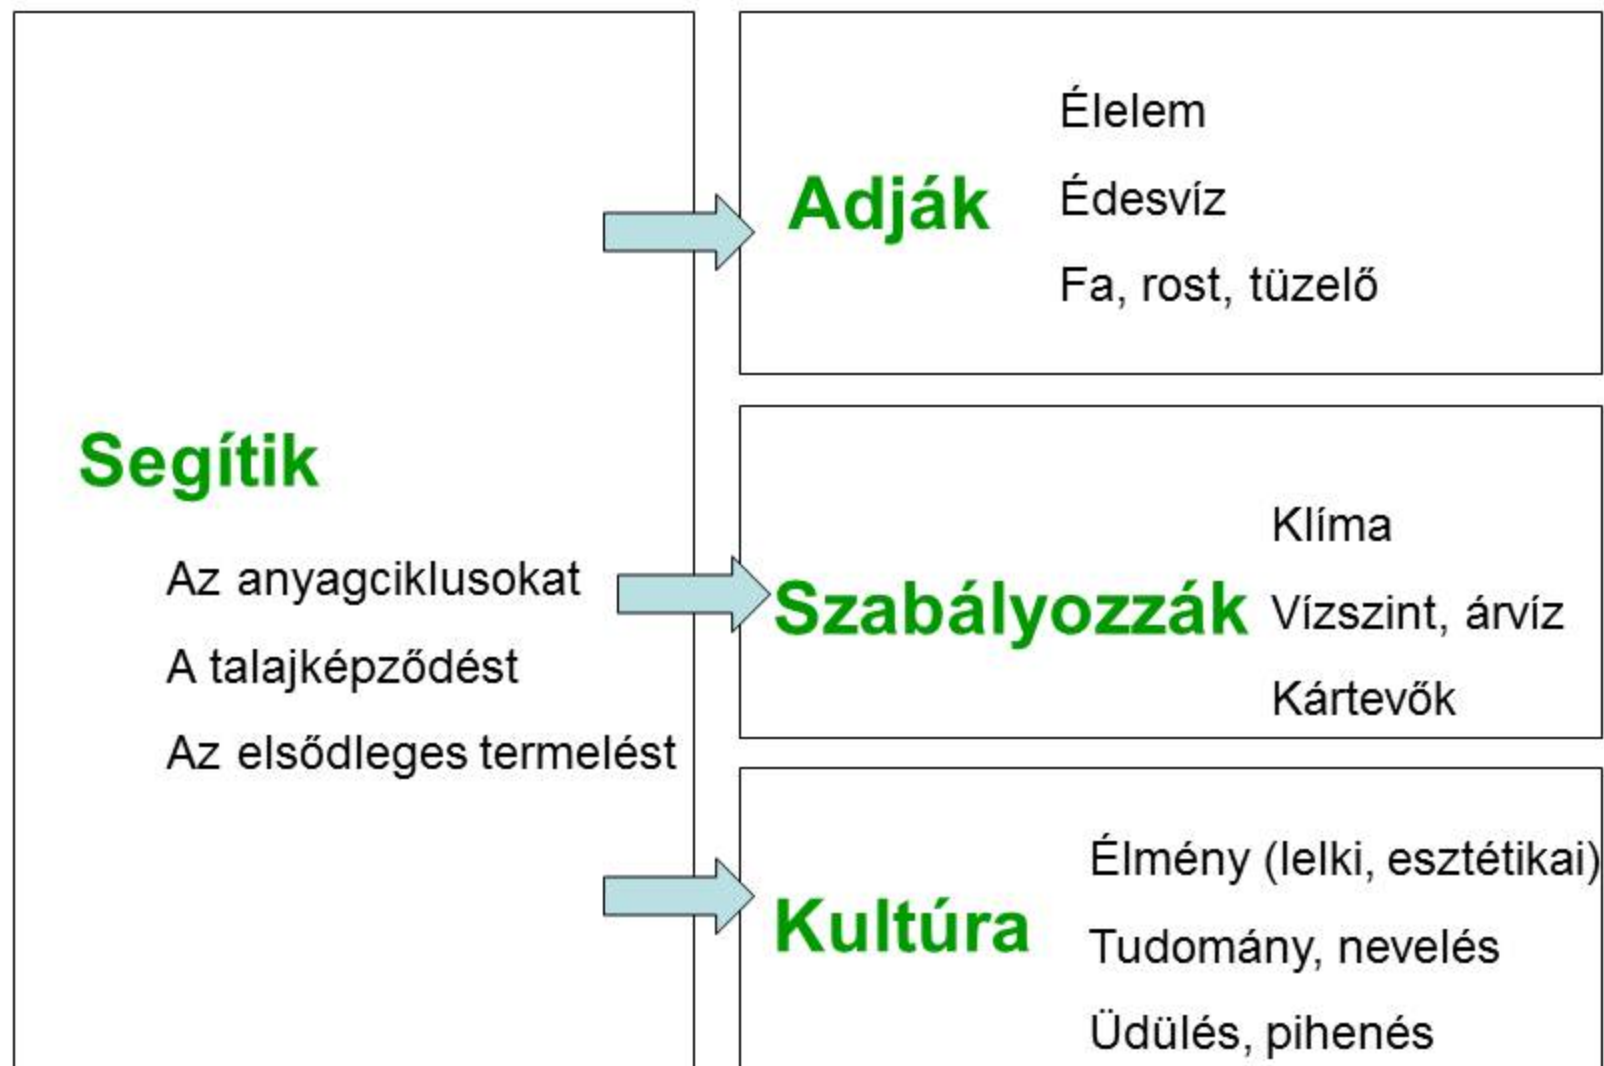 Segítik
Az anyagciklusokat
A talajképződést
Az elsődleges termelést
Adják
Élelem
Édesvíz
Fa, rost, tüzelő
Szabályozzák
Klíma
Vízszint, árvíz
Kártevők
Kultúra
Élmény (lelki, esztétikai)
Tudomány, nevelés
Üdülés, pihenés